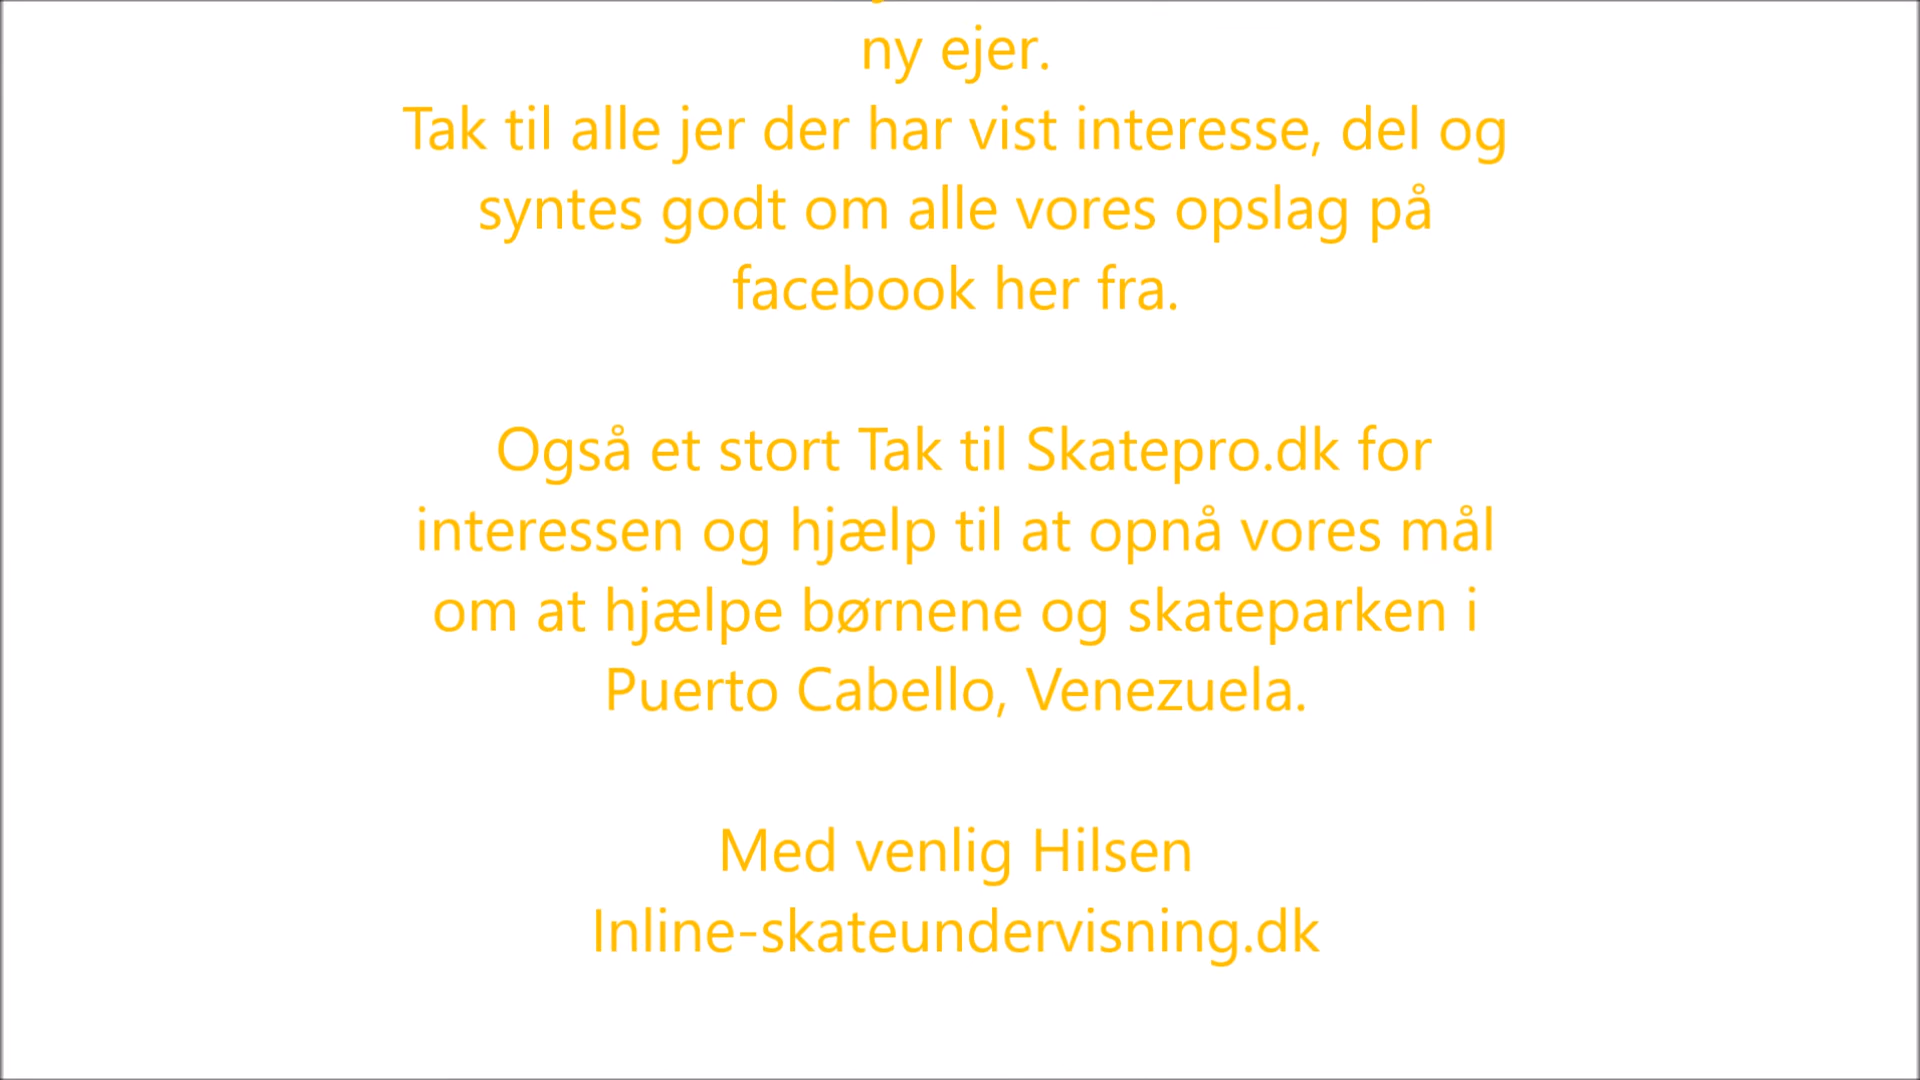 ny ejer.
Tak til alle jer der har vist interesse, del og
syntes godt om alle vores opslag på
facebook her fra.
Også et stort Tak til Skatepro.dk for
interessen og hjælp til at opnå vores mål
om at hjælpe børnene og skateparken i
Puerto Cabello, Venezuela.
Med venlig Hilsen
Inline-skateundervisning.dk